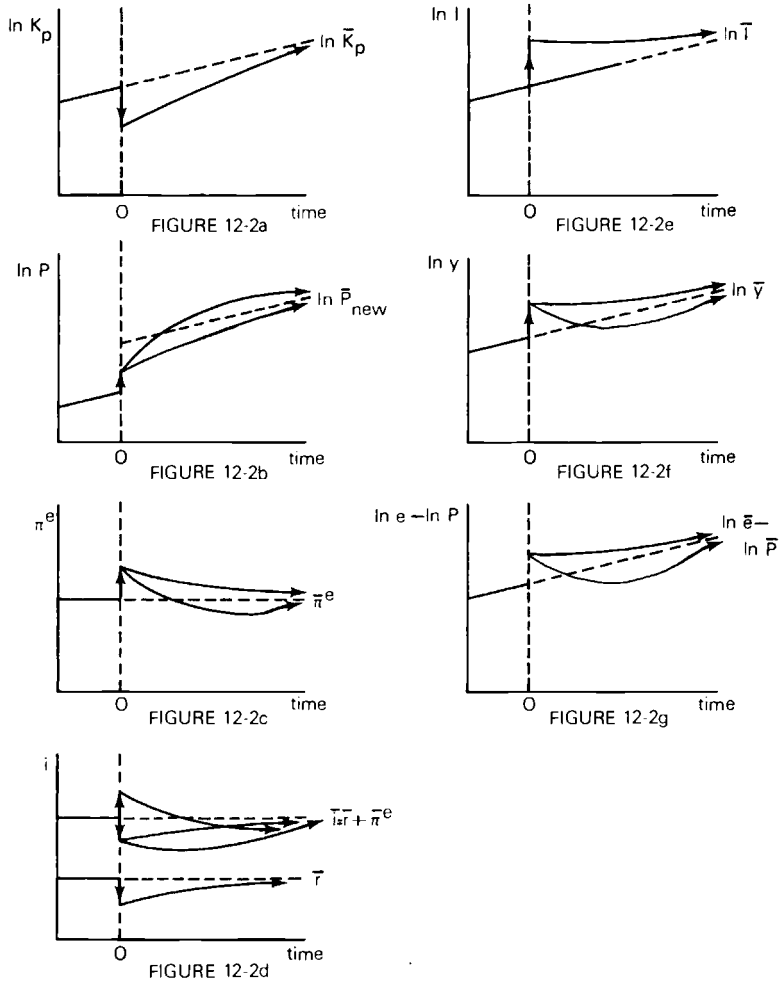 ln K_p
ln K̄_p
0
time
FIGURE 12-2a
ln I
ln Ī
0
time
FIGURE 12-2e
ln P
ln P̄_new
0
time
FIGURE 12-2b
ln y
ln ȳ
0
time
FIGURE 12-2f
π^e
π̄^e
0
time
FIGURE 12-2c
ln e – ln P
ln ē –
ln P̄
0
time
FIGURE 12-2g
i
ī=r̄ + π̄^e
r̄
0
time
FIGURE 12-2d